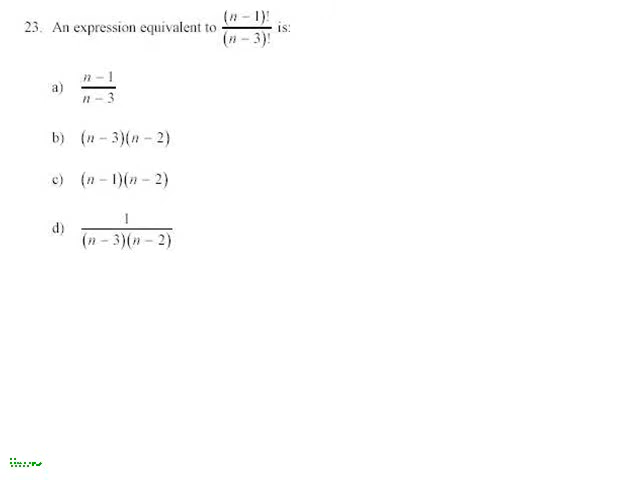 23. An expression equivalent to (n − 1)! / (n − 3)! is:
a) n − 1 / n − 3
b) (n − 3)(n − 2)
c) (n − 1)(n − 2)
d) 1 / (n − 3)(n − 2)